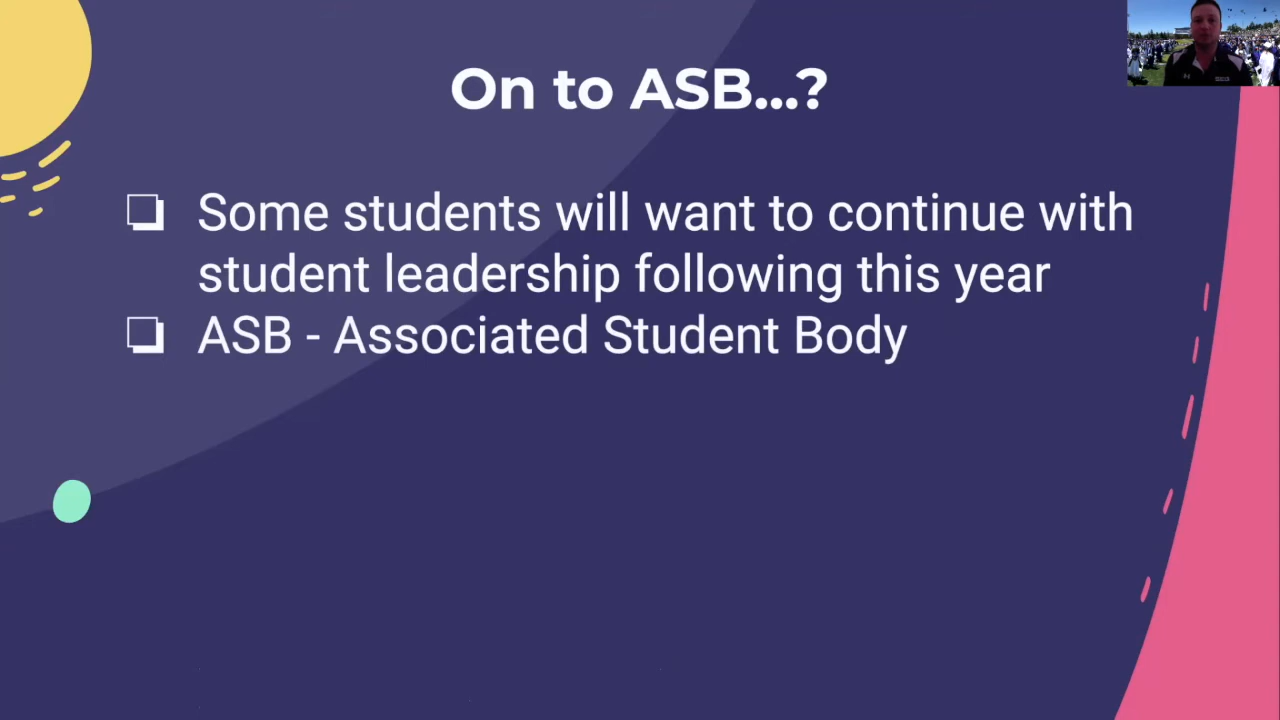 On to ASB...?
❏ Some students will want to continue with
student leadership following this year
❏ ASB - Associated Student Body